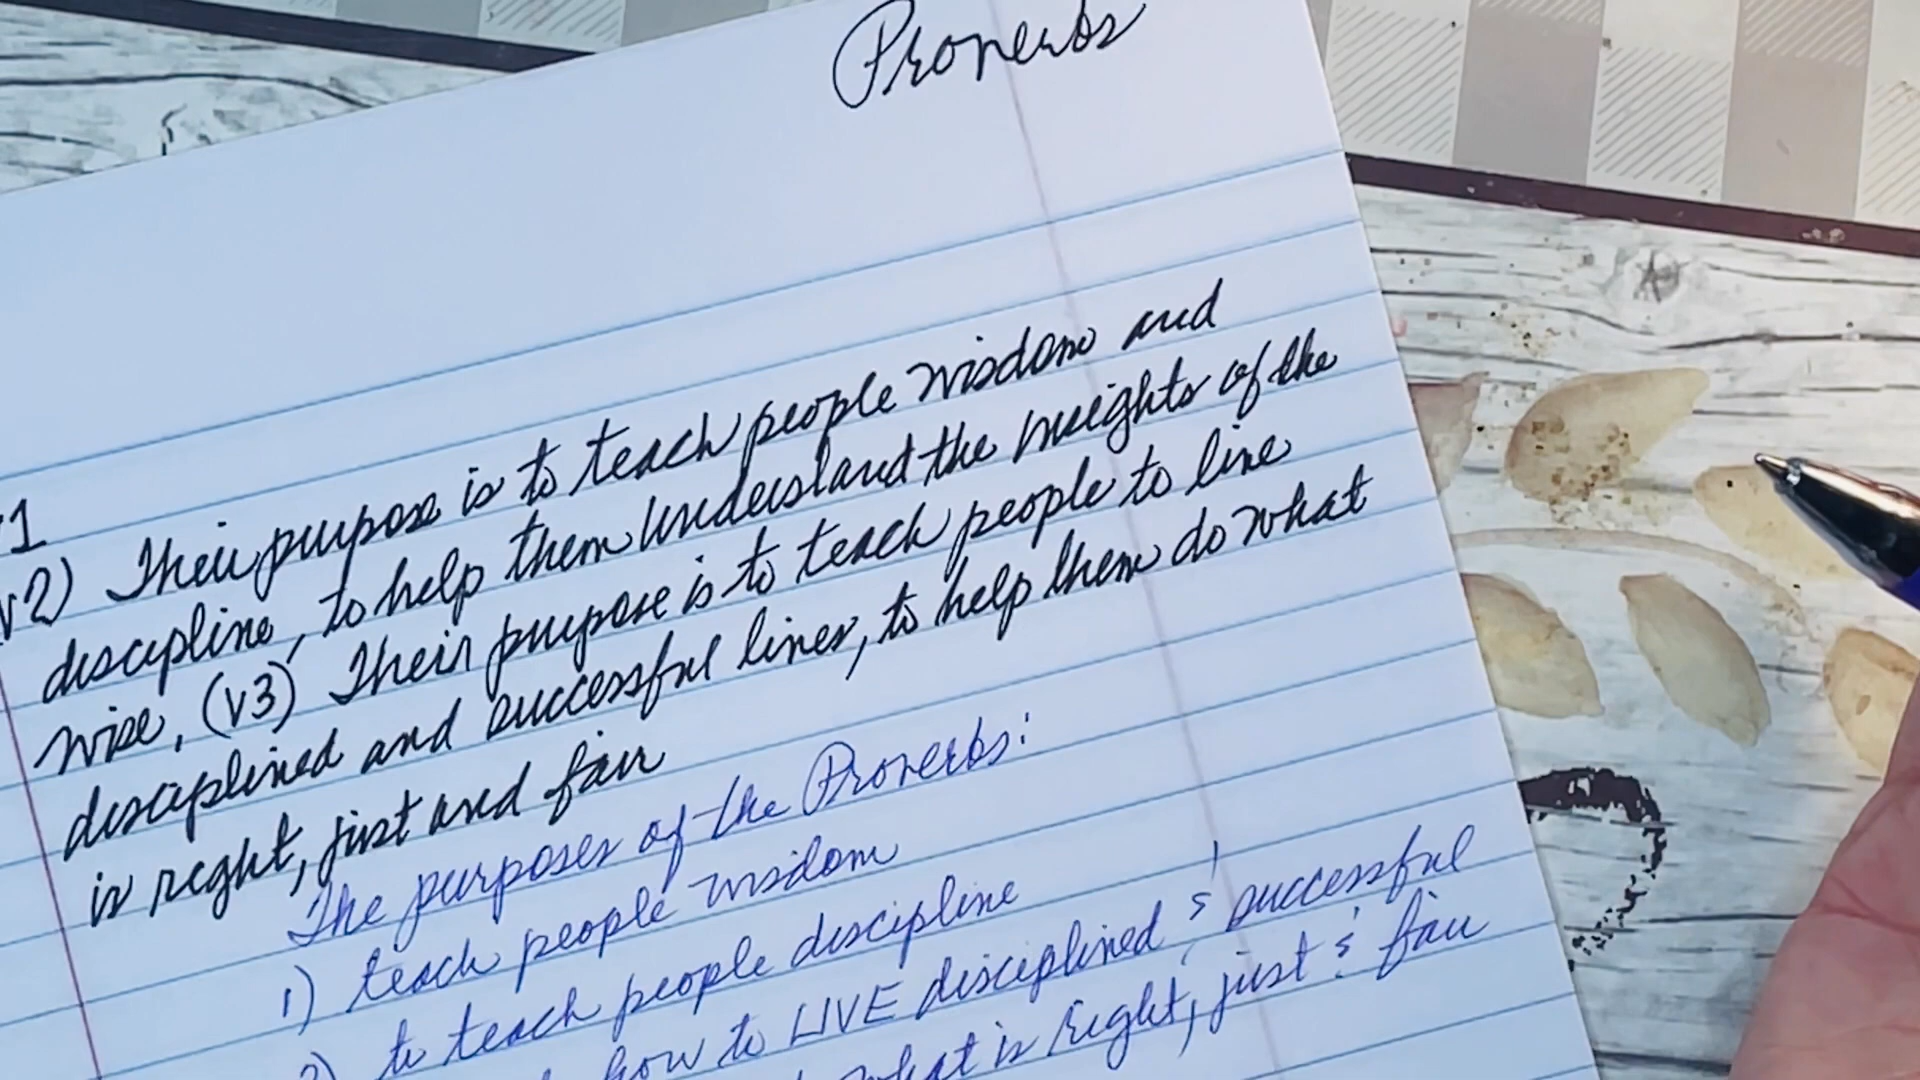 Proverbs
1
v2) Their purpose is to teach people wisdom and
discipline, to help them understand the insights of the
wise, (v3) Their purpose is to teach people to live
disciplined and successful lives, to help them do what
is right, just and fair
The purposes of the Proverbs:
1) teach people wisdom
2) to teach people discipline
how to LIVE disciplined & successful
what is right, just & fair